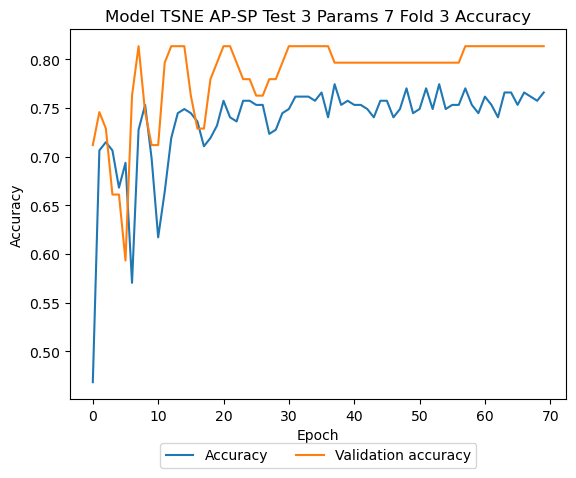 Model TSNE AP-SP Test 3 Params 7 Fold 3 Accuracy
0.80
0.75
0.70
0.65
0.60
0.55
0.50
Accuracy
0 10 20 30 40 50 60 70
Epoch
Accuracy Validation accuracy